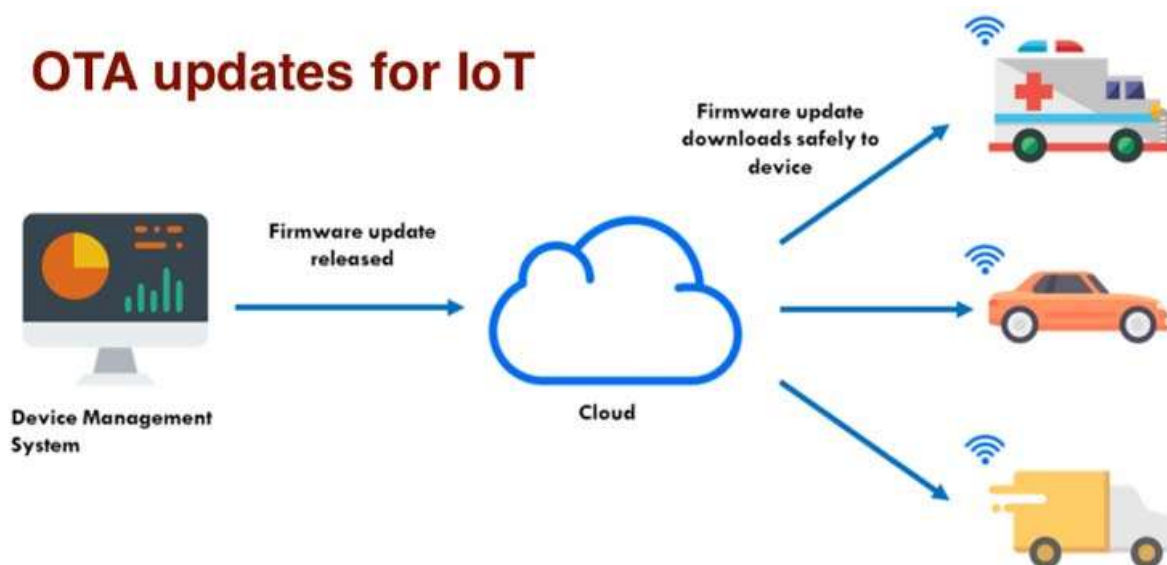 OTA updates for IoT
Firmware update
downloads safely to
device
Firmware update
released
Device Management
System
Cloud